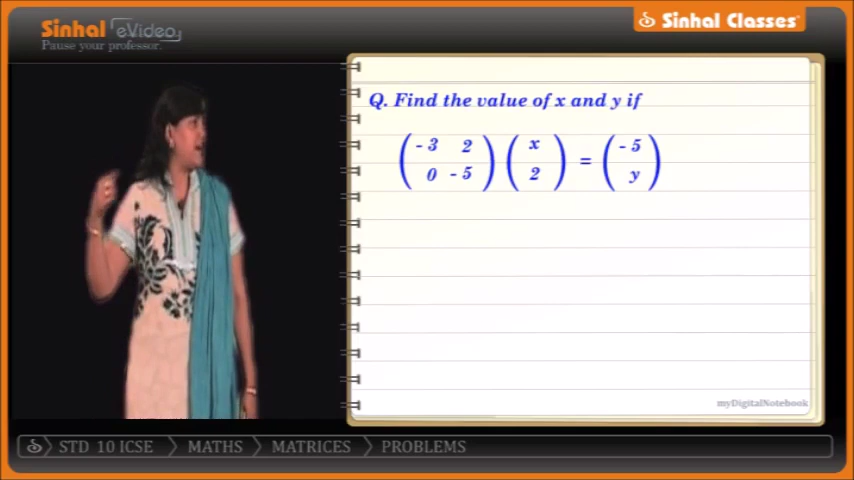 Sinhal eVideo
Pause your professor.
Sinhal Classes
Q. Find the value of x and y if
( -3 2 ) ( x ) = ( -5 )
( 0 -5 ) ( 2 ) ( y )
myDigitalNotebook
STD 10 ICSE
MATHS
MATRICES
PROBLEMS